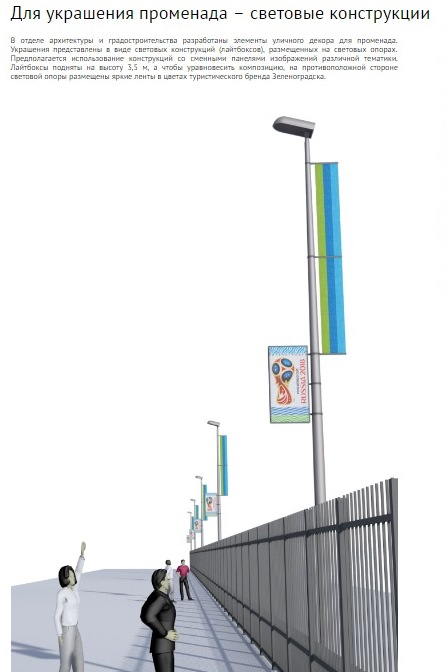 Для украшения променада – световые конструкции
В отделе архитектуры и градостроительства разработаны элементы уличного декора для променада.
Украшения представлены в виде световых конструкций (лайтбоксов), размещенных на световых опорах.
Предполагается использование конструкций со сменными панелями изображений различной тематики.
Лайтбоксы подняты на высоту 3,5 м, а чтобы уравновесить композицию, на противоположной стороне
световой опоры размещены яркие ленты в цветах туристического бренда Зеленоградска.
RUSSIA 2018